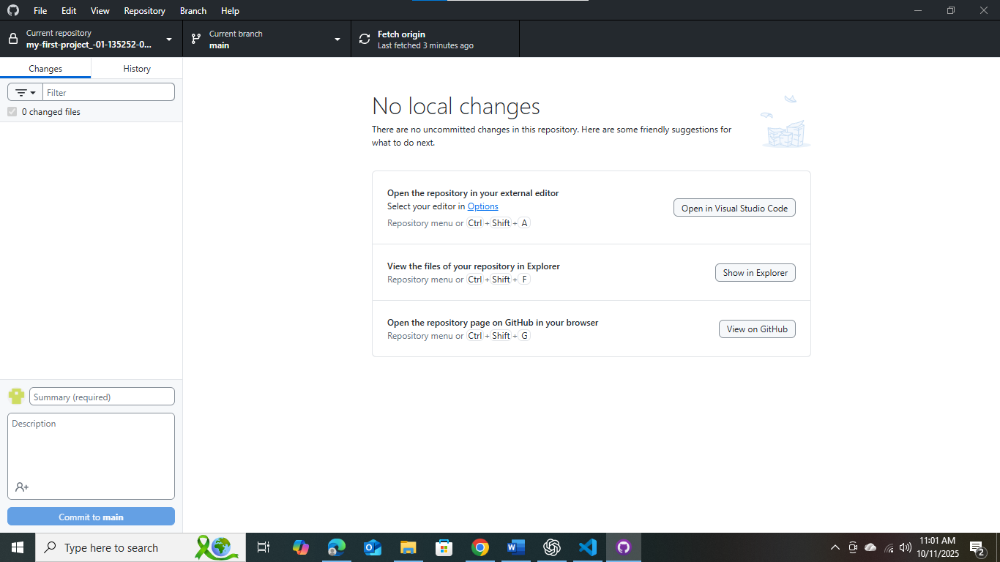 File Edit View Repository Branch Help
Current repository
my-first-project_-01-135252-0...
Current branch
main
Fetch origin
Last fetched 3 minutes ago
Changes History
Filter
0 changed files
No local changes
There are no uncommitted changes in this repository. Here are some friendly suggestions for
what to do next.
Open the repository in your external editor
Select your editor in Options
Repository menu or Ctrl + Shift + A
Open in Visual Studio Code
View the files of your repository in Explorer
Repository menu or Ctrl + Shift + F
Show in Explorer
Open the repository page on GitHub in your browser
Repository menu or Ctrl + Shift + G
View on GitHub
Summary (required)
Description
Commit to main
Type here to search
11:01 AM
10/11/2025
2